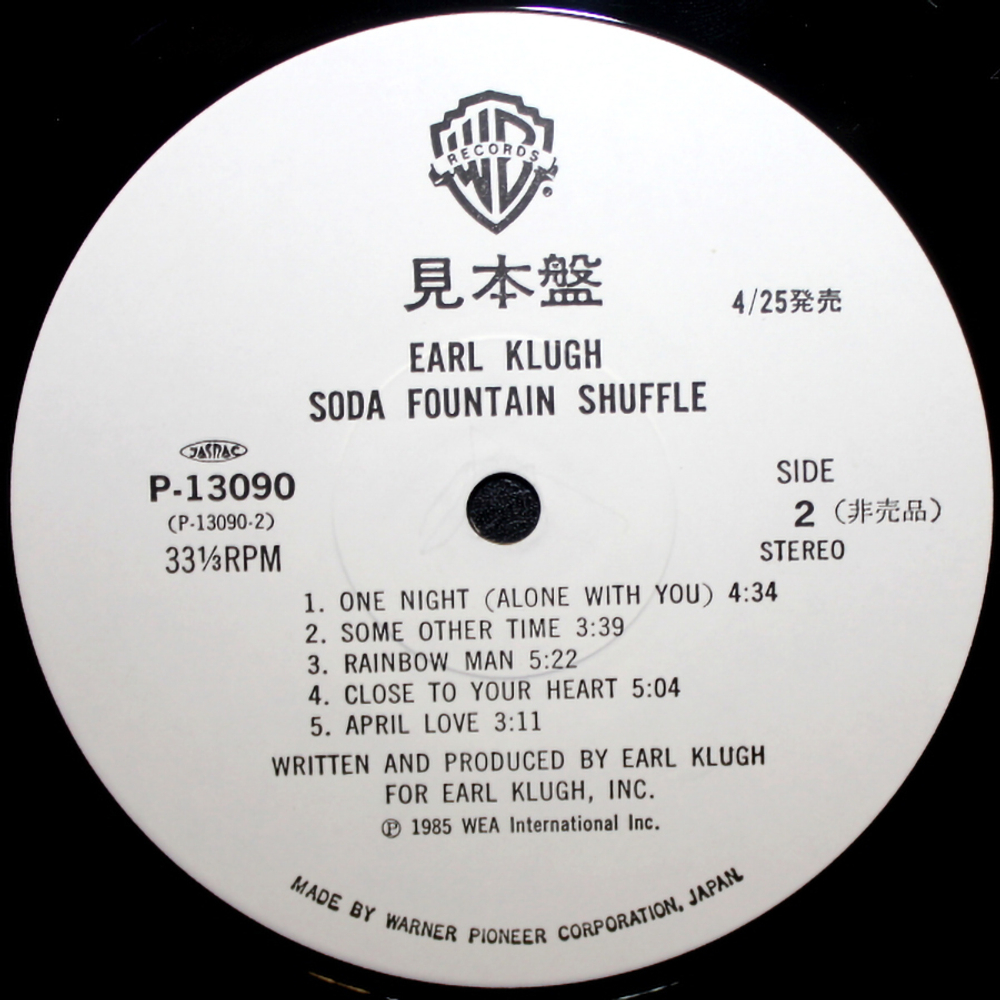 WB
RECORDS
見本盤
4/25発売
EARL KLUGH
SODA FOUNTAIN SHUFFLE
JASRAC
P-13090
(P-13090-2)
33⅓RPM
SIDE
2 (非売品)
STEREO
1. ONE NIGHT (ALONE WITH YOU) 4:34
2. SOME OTHER TIME 3:39
3. RAINBOW MAN 5:22
4. CLOSE TO YOUR HEART 5:04
5. APRIL LOVE 3:11
WRITTEN AND PRODUCED BY EARL KLUGH
FOR EARL KLUGH, INC.
Ⓟ 1985 WEA International Inc.
MADE BY WARNER PIONEER CORPORATION, JAPAN.